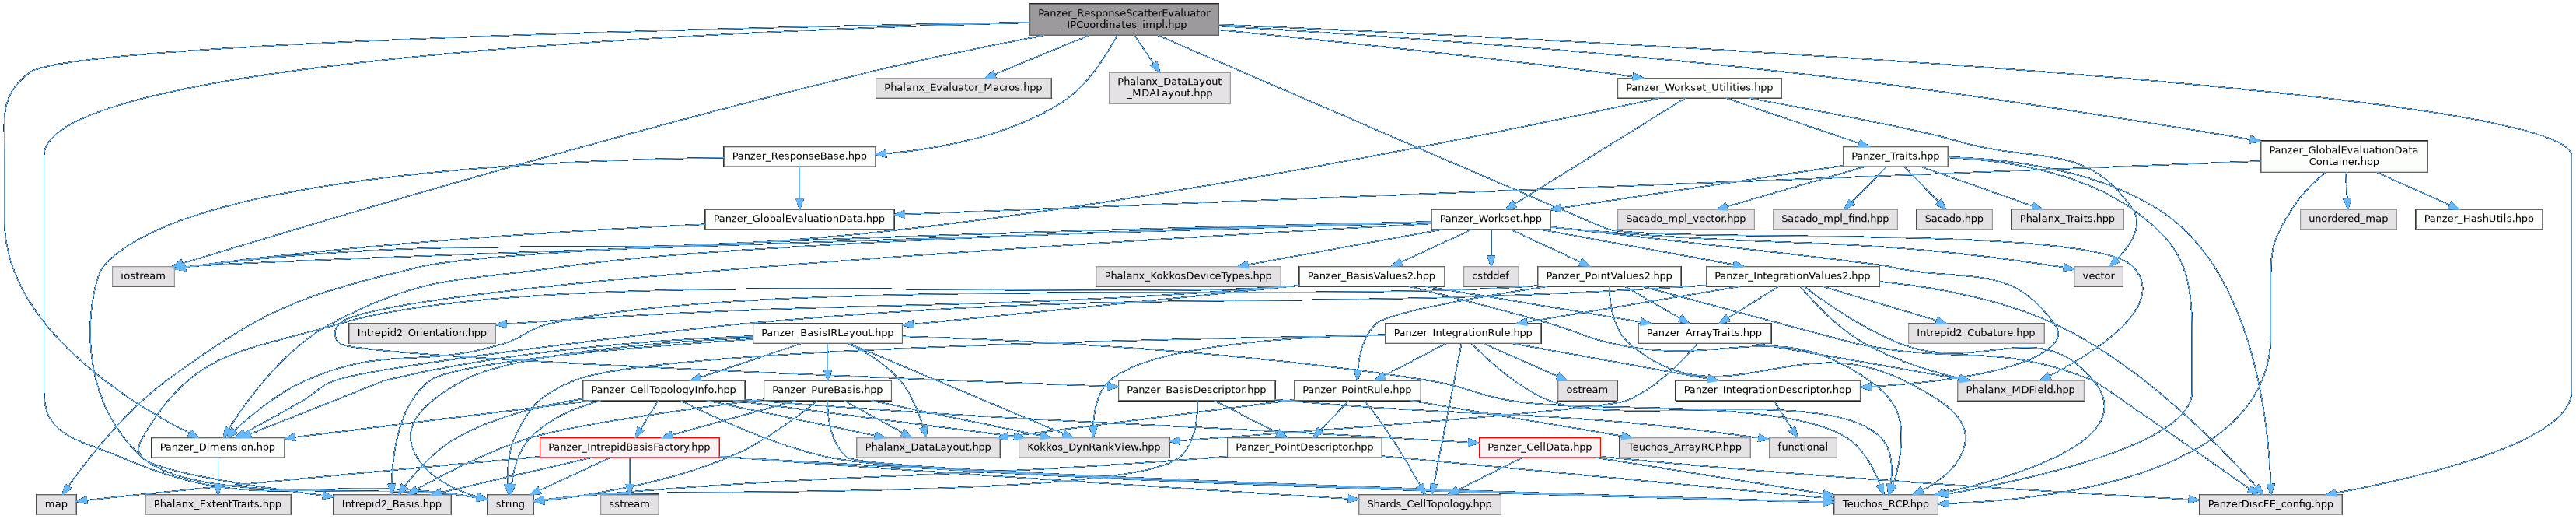 Panzer_ResponseScatterEvaluator
_IPCoordinates_impl.hpp
Phalanx_Evaluator_Macros.hpp
Phalanx_DataLayout
_MDALayout.hpp
Panzer_Workset_Utilities.hpp
Panzer_ResponseBase.hpp
Panzer_Traits.hpp
Panzer_GlobalEvaluationData
Container.hpp
Panzer_GlobalEvaluationData.hpp
Panzer_Workset.hpp
Sacado_mpl_vector.hpp
Sacado_mpl_find.hpp
Sacado.hpp
Phalanx_Traits.hpp
unordered_map
Panzer_HashUtils.hpp
iostream
Phalanx_KokkosDeviceTypes.hpp
Panzer_BasisValues2.hpp
cstddef
Panzer_PointValues2.hpp
Panzer_IntegrationValues2.hpp
vector
Intrepid2_Orientation.hpp
Panzer_BasisIRLayout.hpp
Panzer_IntegrationRule.hpp
Panzer_ArrayTraits.hpp
Intrepid2_Cubature.hpp
Panzer_CellTopologyInfo.hpp
Panzer_PureBasis.hpp
Panzer_BasisDescriptor.hpp
Panzer_PointRule.hpp
ostream
Panzer_IntegrationDescriptor.hpp
Phalanx_MDField.hpp
Panzer_Dimension.hpp
Panzer_IntrepidBasisFactory.hpp
Phalanx_DataLayout.hpp
Kokkos_DynRankView.hpp
Panzer_PointDescriptor.hpp
Panzer_CellData.hpp
Teuchos_ArrayRCP.hpp
functional
map
Phalanx_ExtentTraits.hpp
Intrepid2_Basis.hpp
string
sstream
Shards_CellTopology.hpp
Teuchos_RCP.hpp
PanzerDiscFE_config.hpp